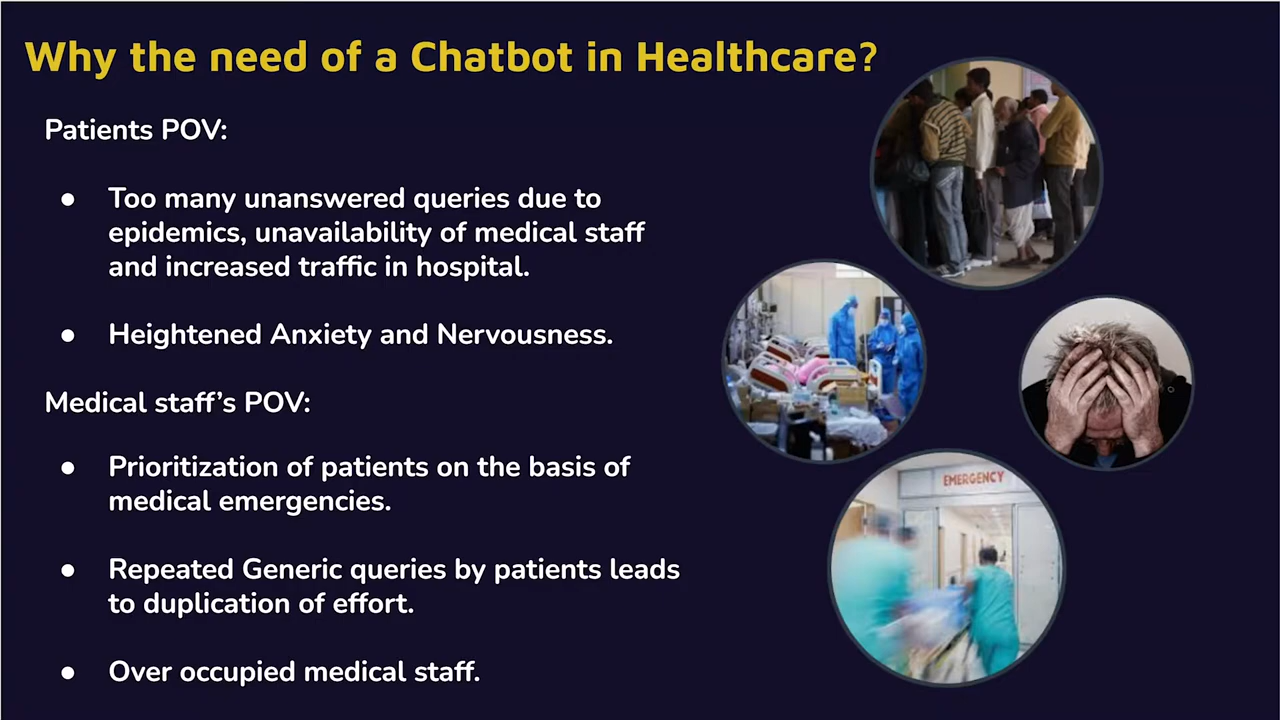 Why the need of a Chatbot in Healthcare?
Patients POV:
● Too many unanswered queries due to
epidemics, unavailability of medical staff
and increased traffic in hospital.
● Heightened Anxiety and Nervousness.
Medical staff’s POV:
● Prioritization of patients on the basis of
medical emergencies.
● Repeated Generic queries by patients leads
to duplication of effort.
● Over occupied medical staff.
EMERGENCY